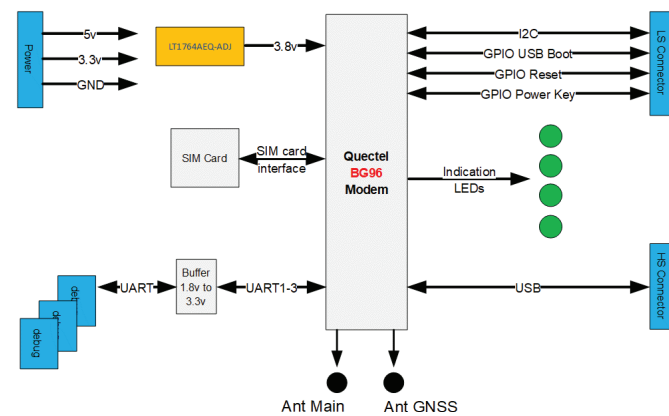 Power
5v
3.3v
GND
LT1764AEQ-ADJ
3.8v
I2C
GPIO USB Boot
GPIO Reset
GPIO Power Key
LS Connector
SIM Card
SIM card
interface
Quectel
BG96
Modem
Indication
LEDs
UART
Buffer
1.8v to
3.3v
UART1-3
USB
HS Connector
debug
Ant Main
Ant GNSS